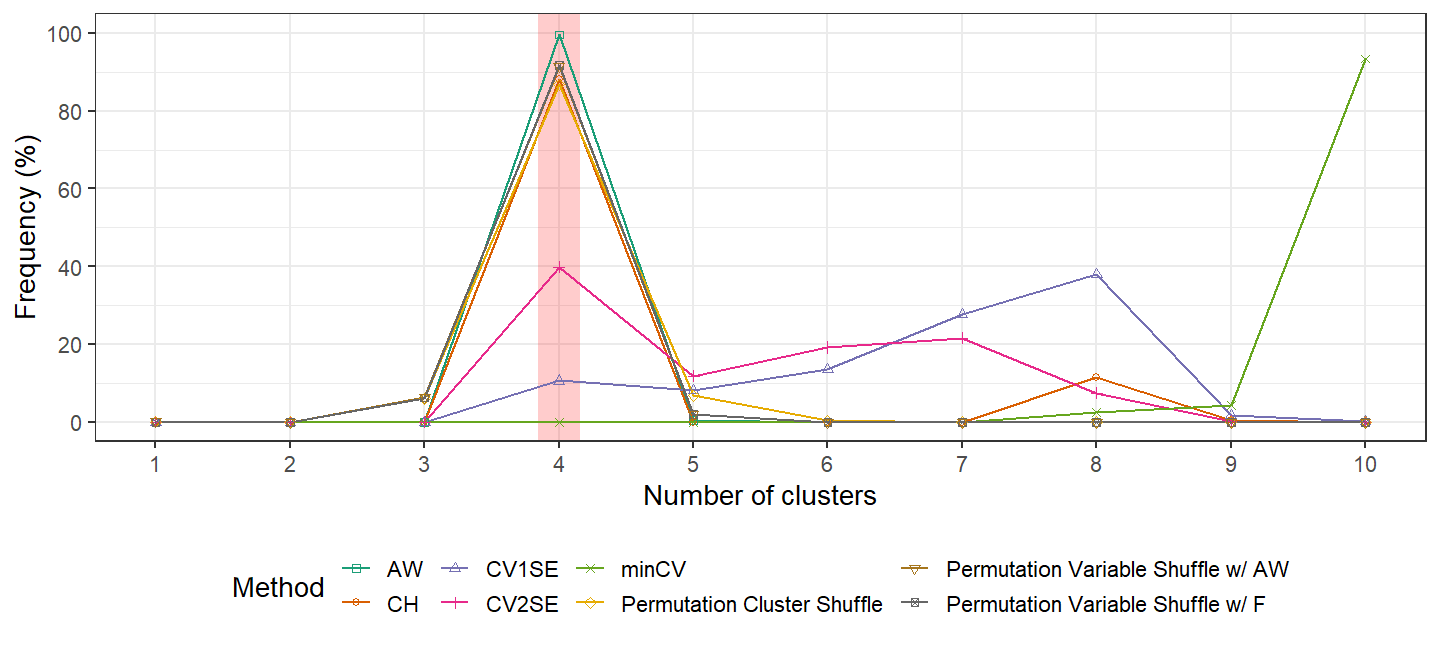 100
80
60
40
20
0
Frequency (%)
1 2 3 4 5 6 7 8 9 10
Number of clusters
Method
AW CV1SE minCV Permutation Variable Shuffle w/ AW
CH CV2SE Permutation Cluster Shuffle Permutation Variable Shuffle w/ F